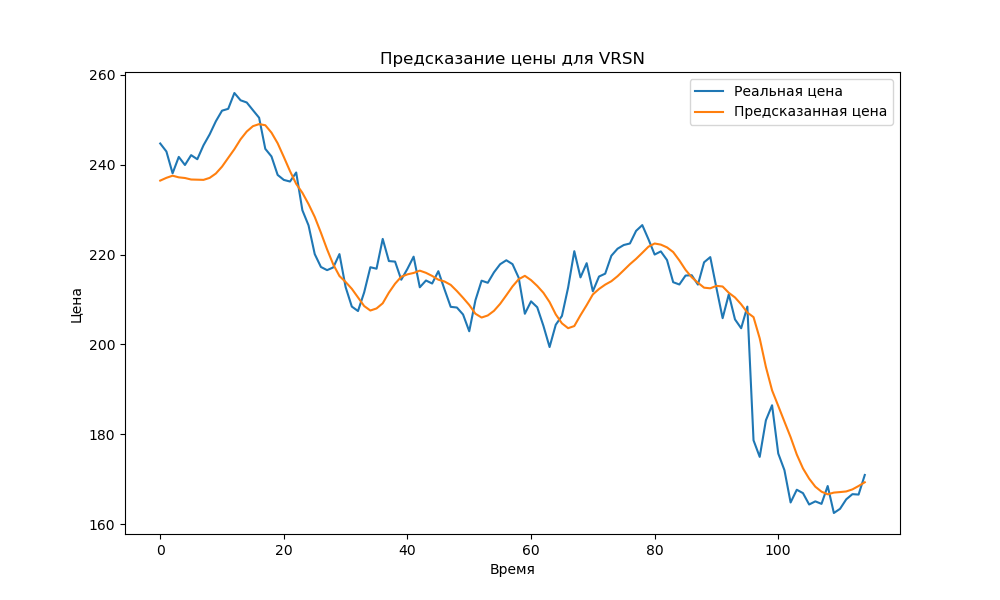 Предсказание цены для VRSN
Реальная цена
Предсказанная цена
260
240
220
200
180
160
Цена
0 20 40 60 80 100
Время